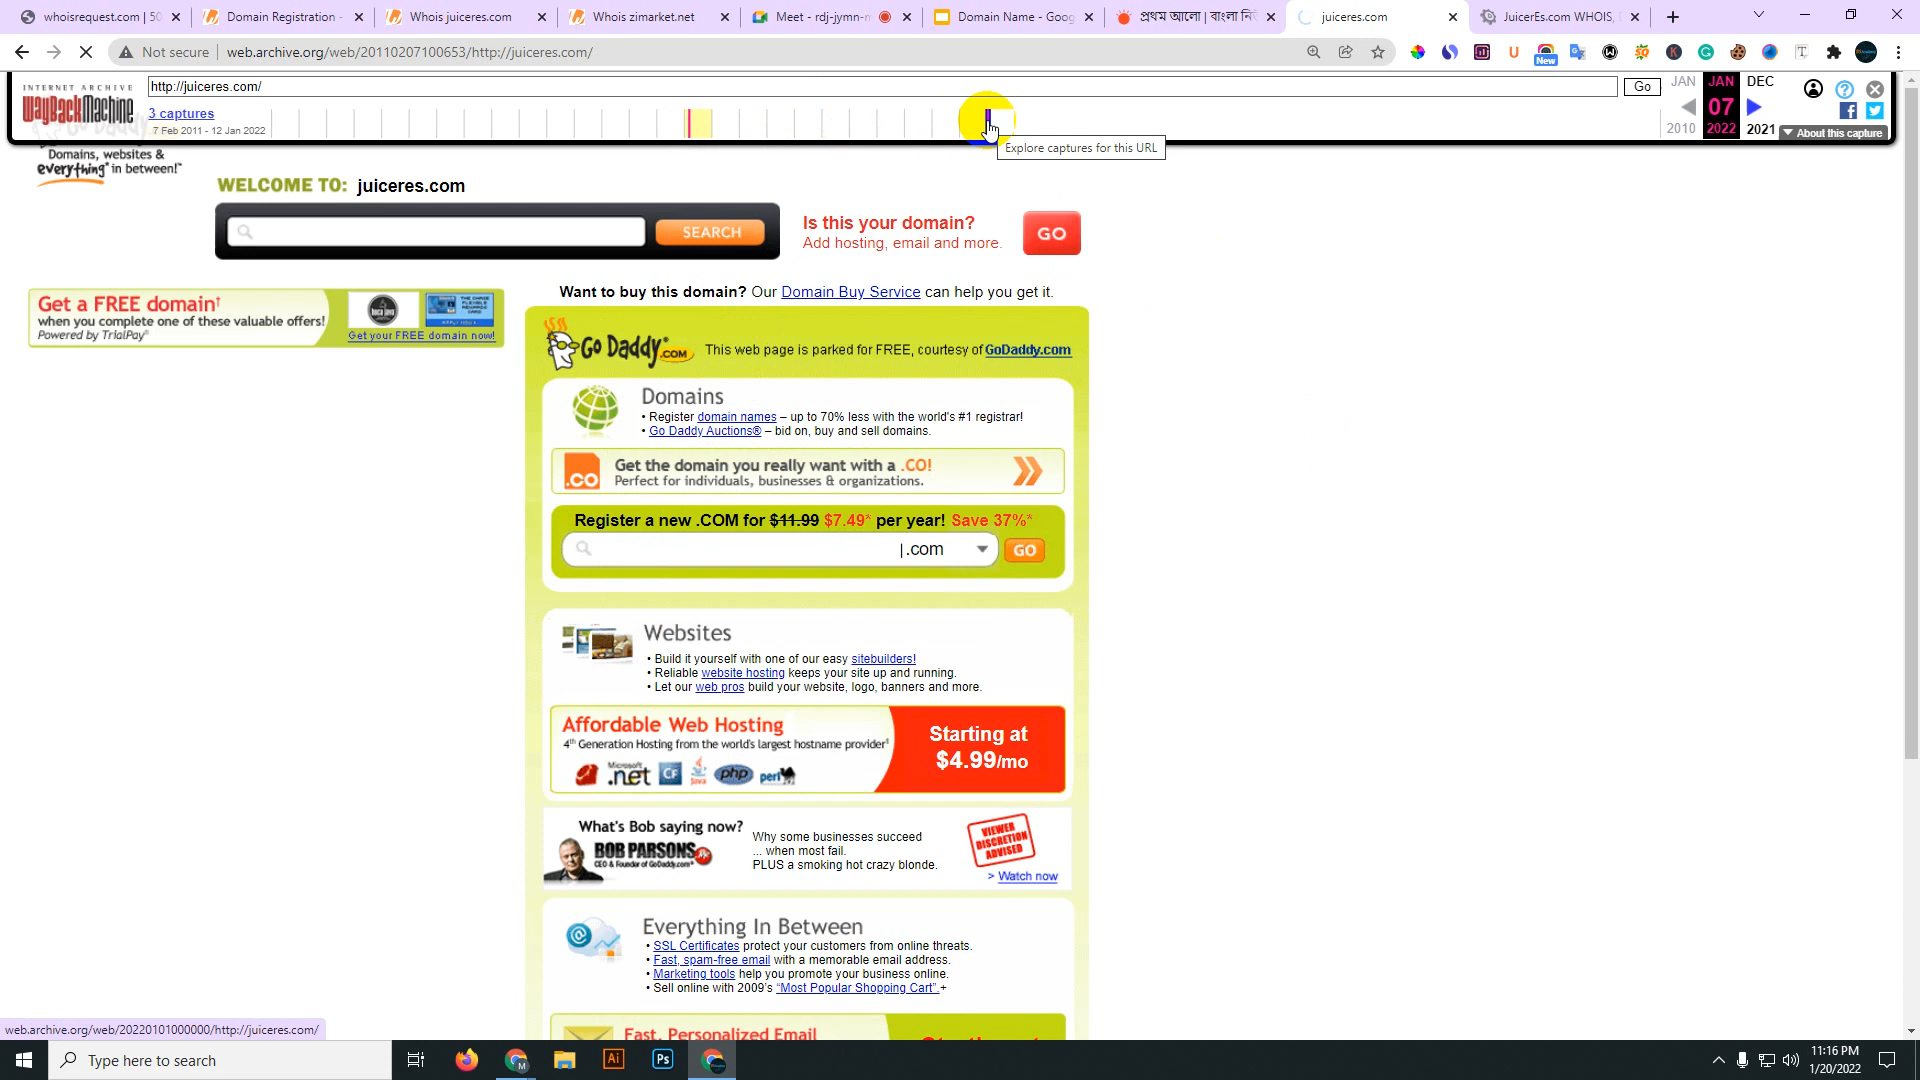 whoisrequest.com | 50
Domain Registration -
Whois juiceres.com
Whois zimarket.net
Meet - rdj-jymn-n
Domain Name - Goog
প্রথম আলো | বাংলা নি
juiceres.com
JuicerEs.com WHOIS,
Not secure
web.archive.org/web/20110207100653/http://juiceres.com/
New
INTERNET ARCHIVE
WayBackMachine
http://juiceres.com/
Go
JAN
JAN
DEC
3 captures
7 Feb 2011 - 12 Jan 2022
07
2010
2022
2021
About this capture
Explore captures for this URL
Domains, websites &
everything* in between!
WELCOME TO: juiceres.com
SEARCH
Is this your domain?
Add hosting, email and more.
GO
Want to buy this domain? Our Domain Buy Service can help you get it.
Get a FREE domain†
when you complete one of these valuable offers!
Powered by TrialPay®
Get your FREE domain now!
Go Daddy.COM
This web page is parked for FREE, courtesy of GoDaddy.com
Domains
• Register domain names – up to 70% less with the world's #1 registrar!
• Go Daddy Auctions® – bid on, buy and sell domains.
.co
Get the domain you really want with a .CO!
Perfect for individuals, businesses & organizations.
Register a new .COM for $11.99 $7.49* per year! Save 37%*
|.com
GO
Websites
• Build it yourself with one of our easy sitebuilders!
• Reliable website hosting keeps your site up and running.
• Let our web pros build your website, logo, banners and more.
Affordable Web Hosting
4th Generation Hosting from the world's largest hostname provider¹
Starting at
$4.99/mo
Microsoft
.net
CF
Java
php
perl
What's Bob saying now?
BOB PARSONS
CEO & Founder of GoDaddy.com®
Why some businesses succeed
... when most fail.
PLUS a smoking hot crazy blonde.
VIEWER
DISCRETION
ADVISED
> Watch now
Everything In Between
• SSL Certificates protect your customers from online threats.
• Fast, spam-free email with a memorable email address.
• Marketing tools help you promote your business online.
• Sell online with 2009's "Most Popular Shopping Cart".+
Fast, Personalized Email
web.archive.org/web/20220101000000/http://juiceres.com/
Type here to search
Ai
Ps
11:16 PM
1/20/2022